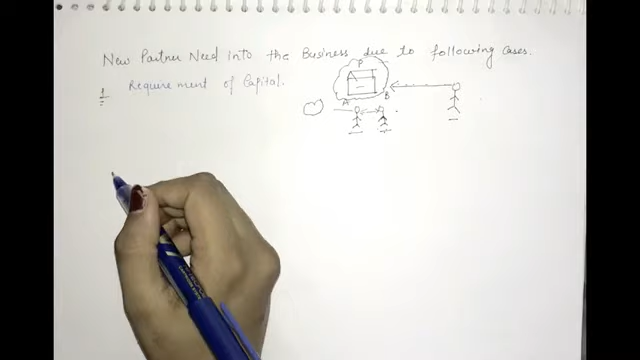 New Partner Need Into the Business due to following Cases.
1 Requirement of Capital.
P
A B